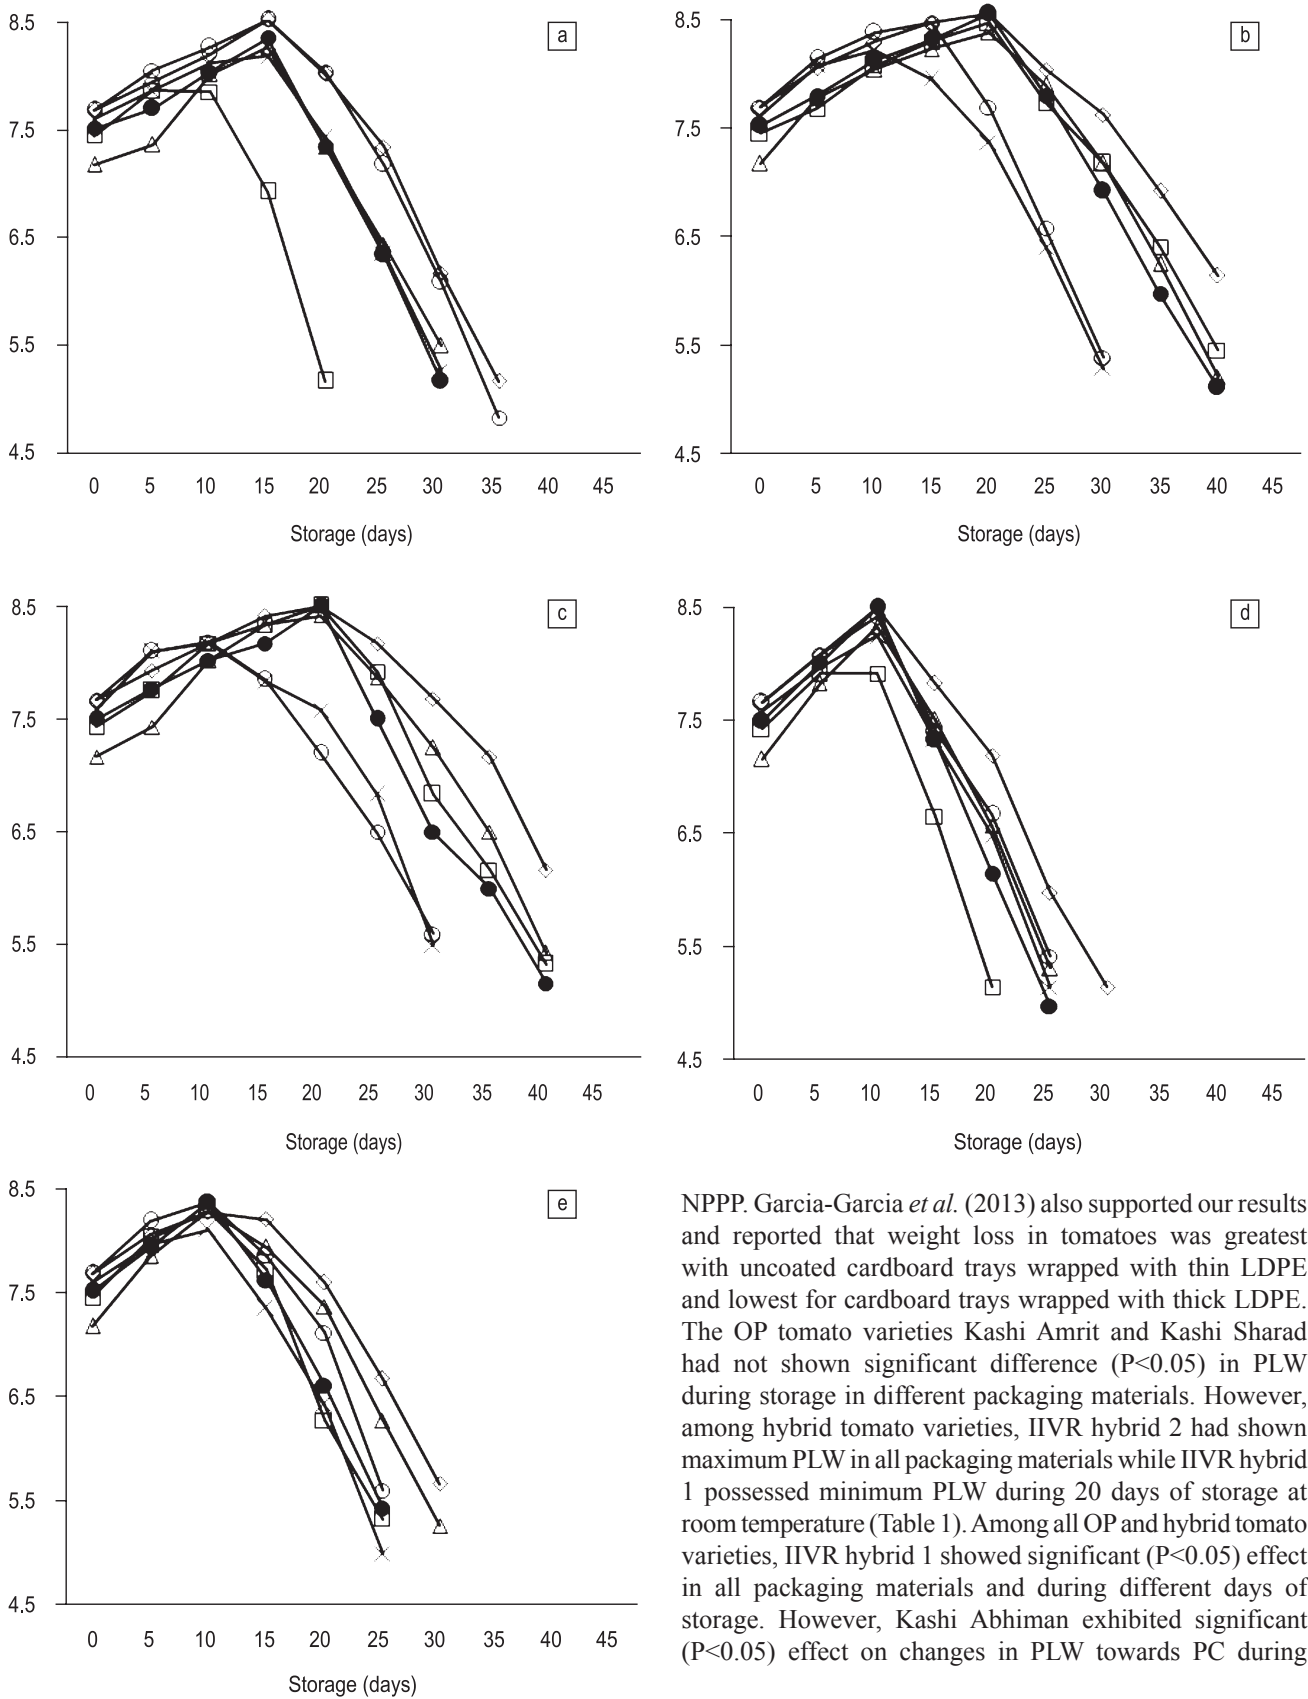 8.5
7.5
6.5
5.5
4.5
0 5 10 15 20 25 30 35 40 45
Storage (days)
a
8.5
7.5
6.5
5.5
4.5
0 5 10 15 20 25 30 35 40 45
Storage (days)
b
8.5
7.5
6.5
5.5
4.5
0 5 10 15 20 25 30 35 40 45
Storage (days)
c
8.5
7.5
6.5
5.5
4.5
0 5 10 15 20 25 30 35 40 45
Storage (days)
d
8.5
7.5
6.5
5.5
4.5
0 5 10 15 20 25 30 35 40 45
Storage (days)
e
NPPP. Garcia-Garcia et al. (2013) also supported our results
and reported that weight loss in tomatoes was greatest
with uncoated cardboard trays wrapped with thin LDPE
and lowest for cardboard trays wrapped with thick LDPE.
The OP tomato varieties Kashi Amrit and Kashi Sharad
had not shown significant difference (P<0.05) in PLW
during storage in different packaging materials. However,
among hybrid tomato varieties, IIVR hybrid 2 had shown
maximum PLW in all packaging materials while IIVR hybrid
1 possessed minimum PLW during 20 days of storage at
room temperature (Table 1). Among all OP and hybrid tomato
varieties, IIVR hybrid 1 showed significant (P<0.05) effect
in all packaging materials and during different days of
storage. However, Kashi Abhiman exhibited significant
(P<0.05) effect on changes in PLW towards PC during